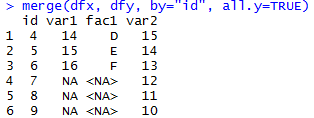 > merge(dfx, dfy, by="id", all.y=TRUE)
  id var1 fac1 var2
1  4   14    D   15
2  5   15    E   14
3  6   16    F   13
4  7   NA <NA>   12
5  8   NA <NA>   11
6  9   NA <NA>   10